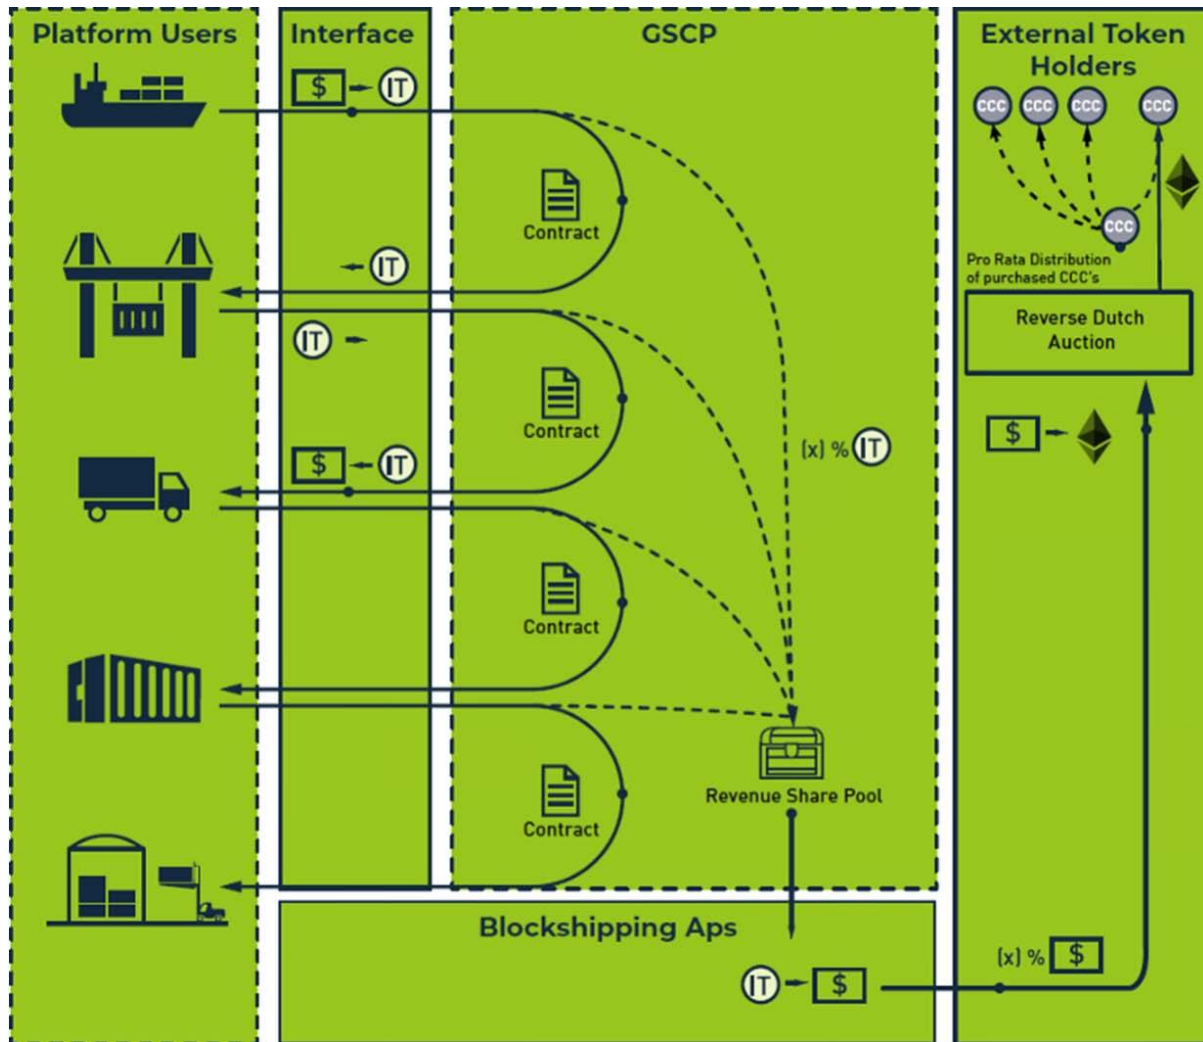 Platform Users
Interface
GSCP
External Token
Holders
$ IT
CCC CCC CCC CCC
Contract
CCC
IT
Pro Rata Distribution
of purchased CCC's
IT
Reverse Dutch
Auction
Contract
$
(x) % IT
$ IT
Contract
Revenue Share Pool
Contract
Blockshipping Aps
(x) % $
IT $